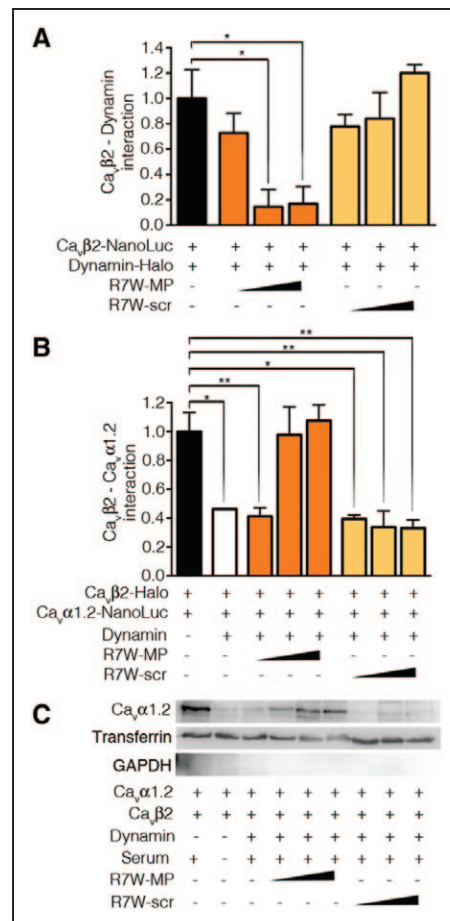 A
* 
*
Caᵥβ2 - Dynamin
interaction
1.4
1.2
1.0
0.8
0.6
0.4
0.2
0.0
Caᵥβ2-NanoLuc + + + + + + +
Dynamin-Halo + + + + + + +
R7W-MP - - - -
R7W-scr - - - -
B
**
**
*
**
*
Caᵥβ2 - Caᵥα1.2
interaction
1.2
1.0
0.8
0.6
0.4
0.2
0.0
Caᵥβ2-Halo + + + + + + + +
Caᵥα1.2-NanoLuc + + + + + + + +
Dynamin - + + + + + + +
R7W-MP - - - - -
R7W-scr - - - - -
C
Caᵥα1.2
Transferrin
GAPDH
Caᵥα1.2 + + + + + + + + +
Caᵥβ2 + + + + + + + + +
Dynamin - - + + + + + + +
Serum + - + + + + + + +
R7W-MP - - - - - -
R7W-scr - - - - - -